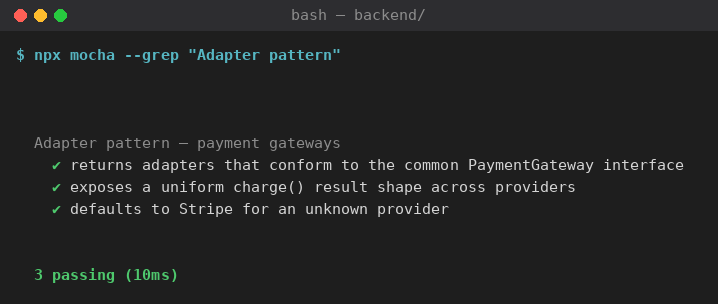 bash — backend/
$ npx mocha --grep "Adapter pattern"
Adapter pattern — payment gateways
✔ returns adapters that conform to the common PaymentGateway interface
✔ exposes a uniform charge() result shape across providers
✔ defaults to Stripe for an unknown provider
3 passing (10ms)